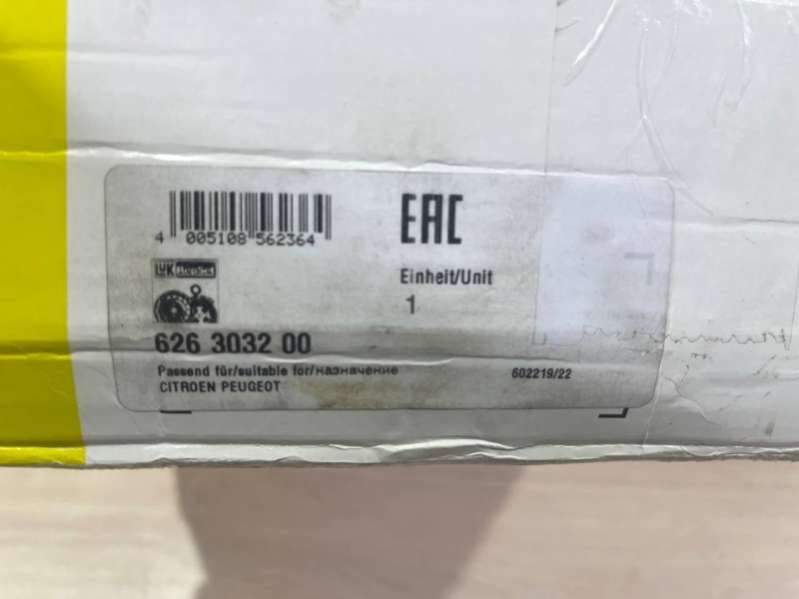 4 005108 562364
EAC
Einheit/Unit
1
LuK
626 3032 00
Passend für/suitable for/назначение
CITROEN PEUGEOT
602219/22